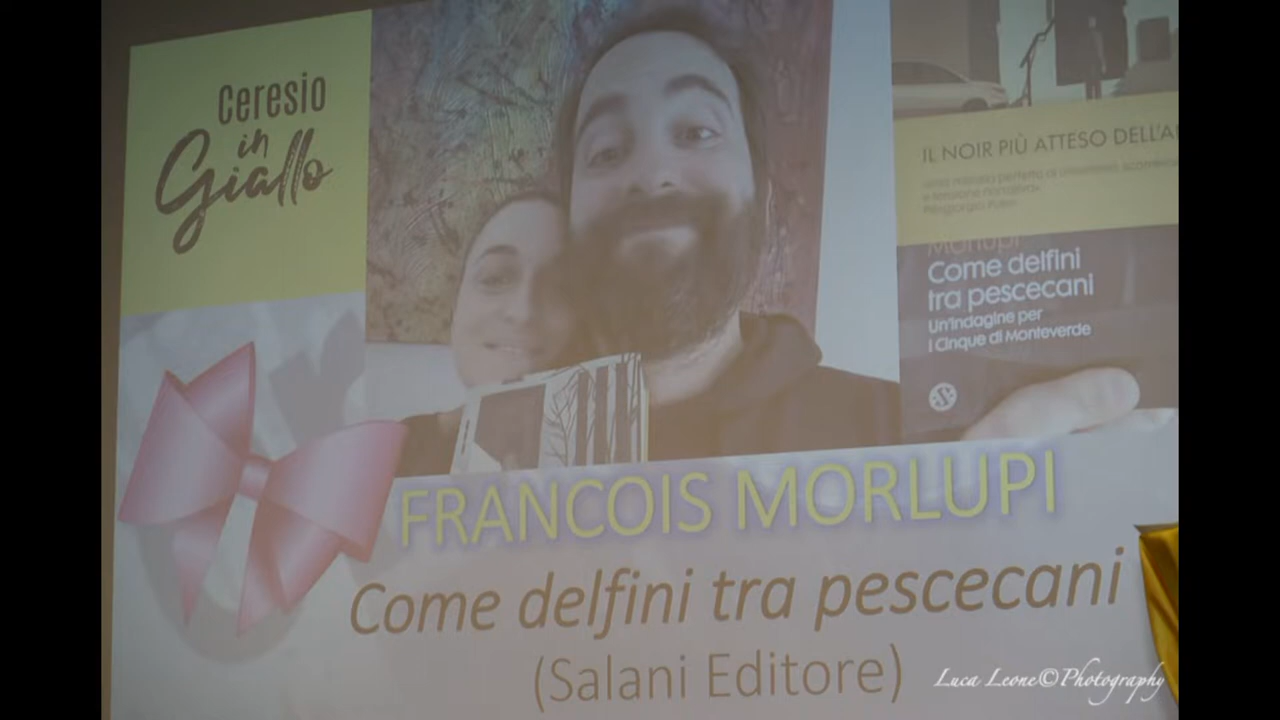 Ceresio
in
Giallo
IL NOIR PIÙ ATTESO DELL'A
Morlupi
Come delfini
tra pescecani
Un'indagine per
i Cinque di Monteverde
S
FRANCOIS MORLUPI
Come delfini tra pescecani
(Salani Editore)
Luca Leone©Photography